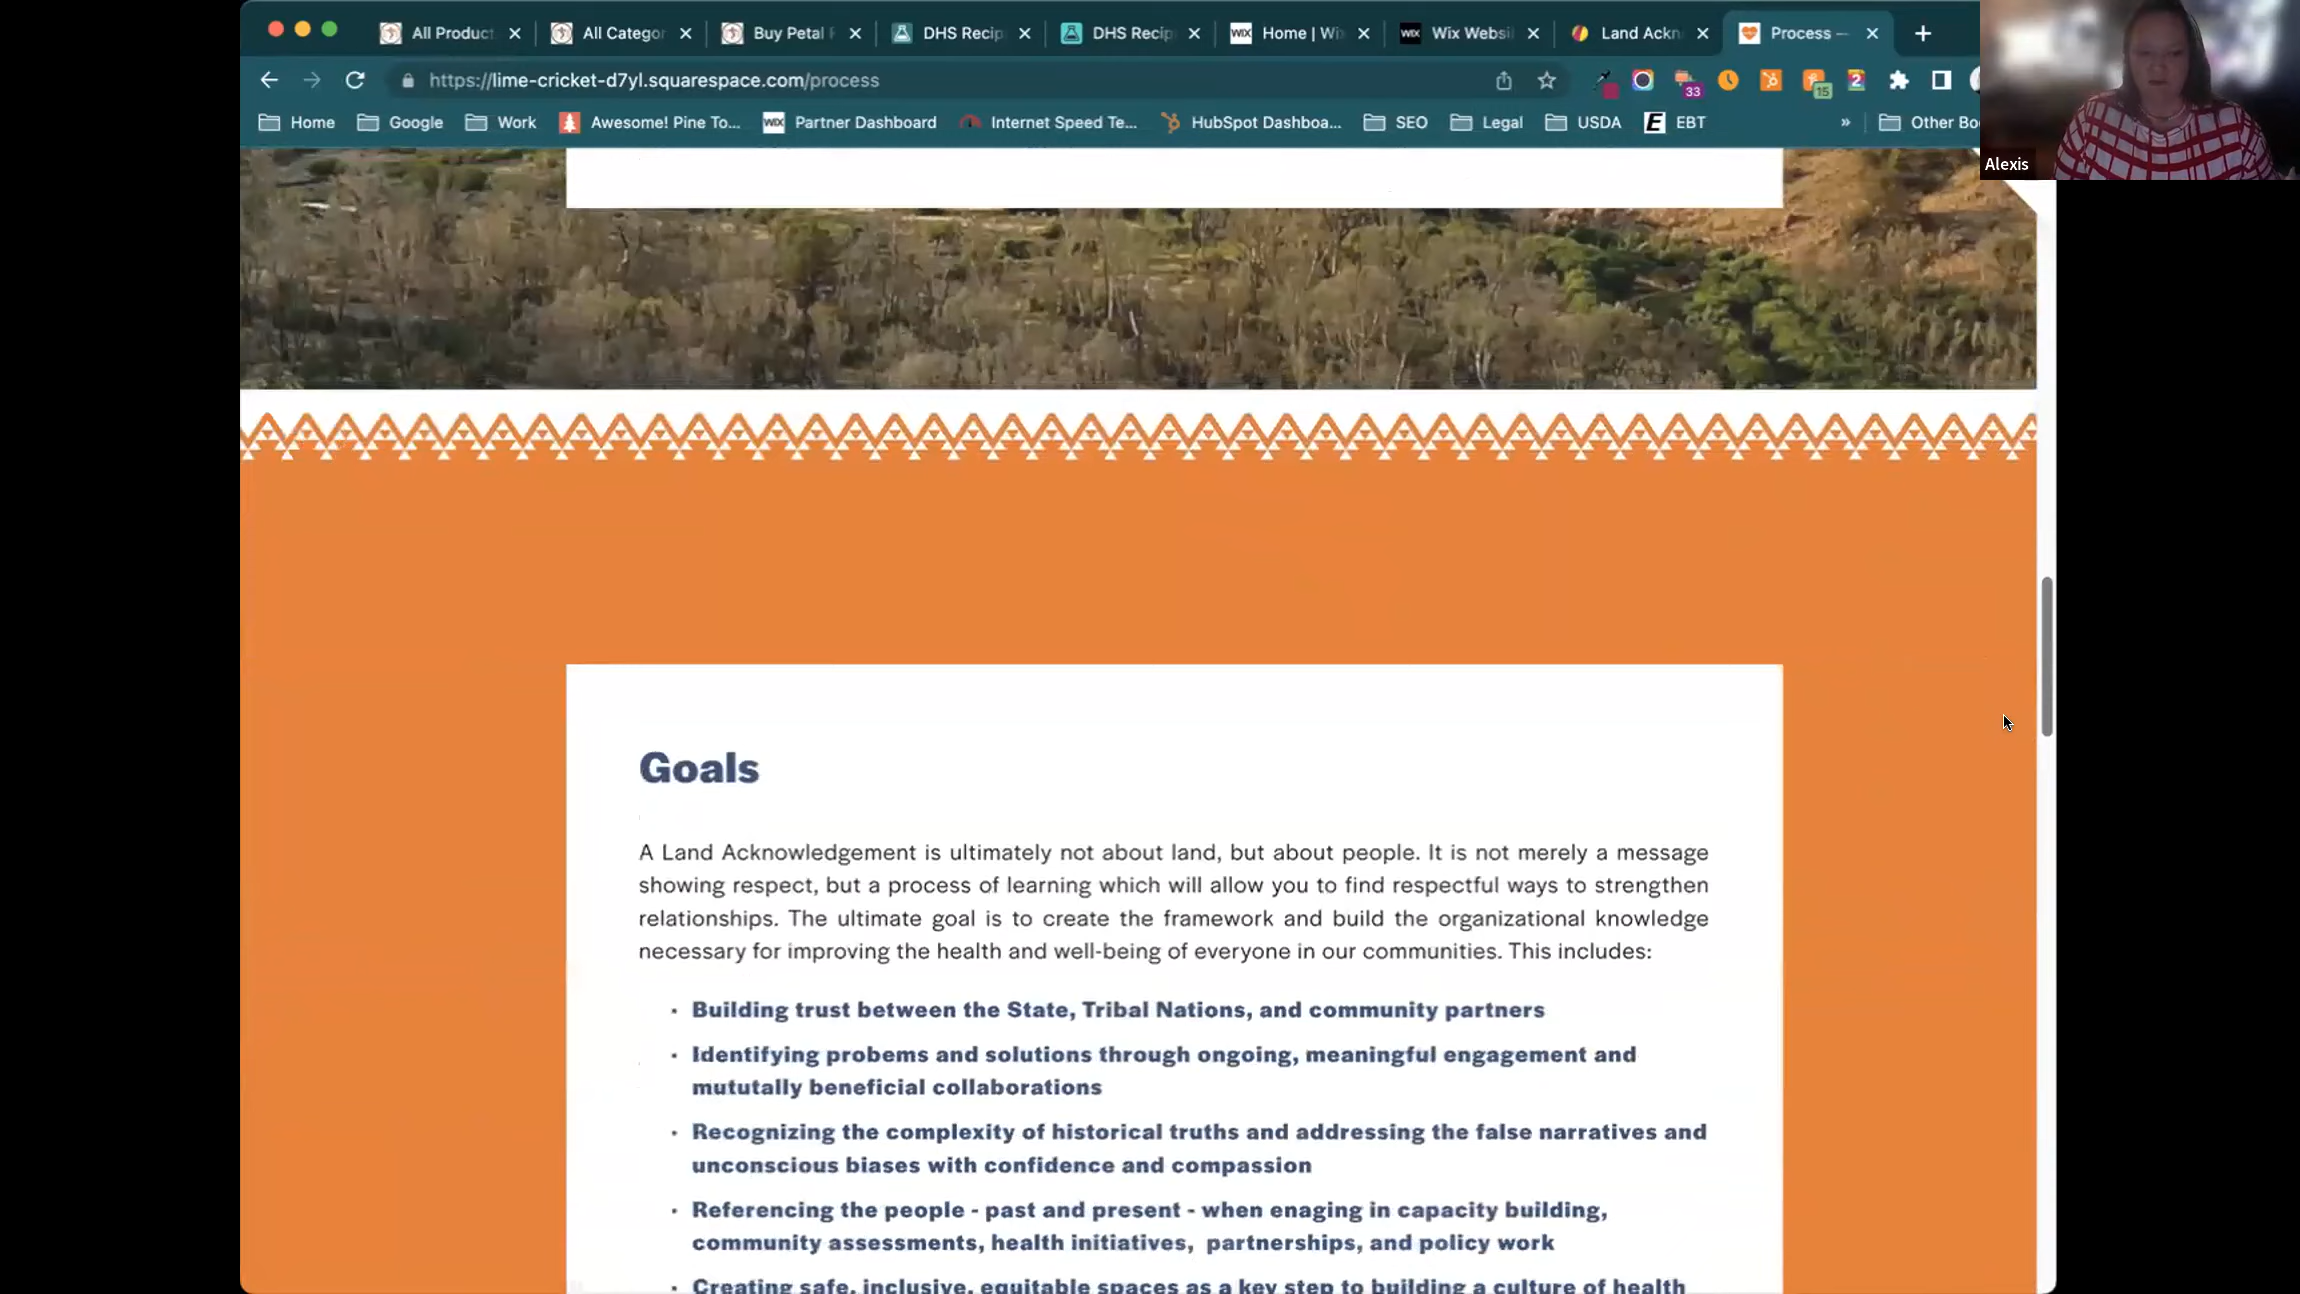 All Product
All Categor
Buy Petal
DHS Recip
DHS Recip
WIX Home | Wi
WIX Websi
Land Ackn
Process —
https://lime-cricket-d7yl.squarespace.com/process
33
15
2
Home
Google
Work
Awesome! Pine To...
WIX Partner Dashboard
Internet Speed Te...
HubSpot Dashboa...
SEO
Legal
USDA
E EBT
»
Other Bo
Alexis
Goals
A Land Acknowledgement is ultimately not about land, but about people. It is not merely a message
showing respect, but a process of learning which will allow you to find respectful ways to strengthen
relationships. The ultimate goal is to create the framework and build the organizational knowledge
necessary for improving the health and well-being of everyone in our communities. This includes:
• Building trust between the State, Tribal Nations, and community partners
• Identifying probems and solutions through ongoing, meaningful engagement and
mututally beneficial collaborations
• Recognizing the complexity of historical truths and addressing the false narratives and
unconscious biases with confidence and compassion
• Referencing the people - past and present - when enaging in capacity building,
community assessments, health initiatives, partnerships, and policy work
• Creating safe, inclusive, equitable spaces as a key step to building a culture of health